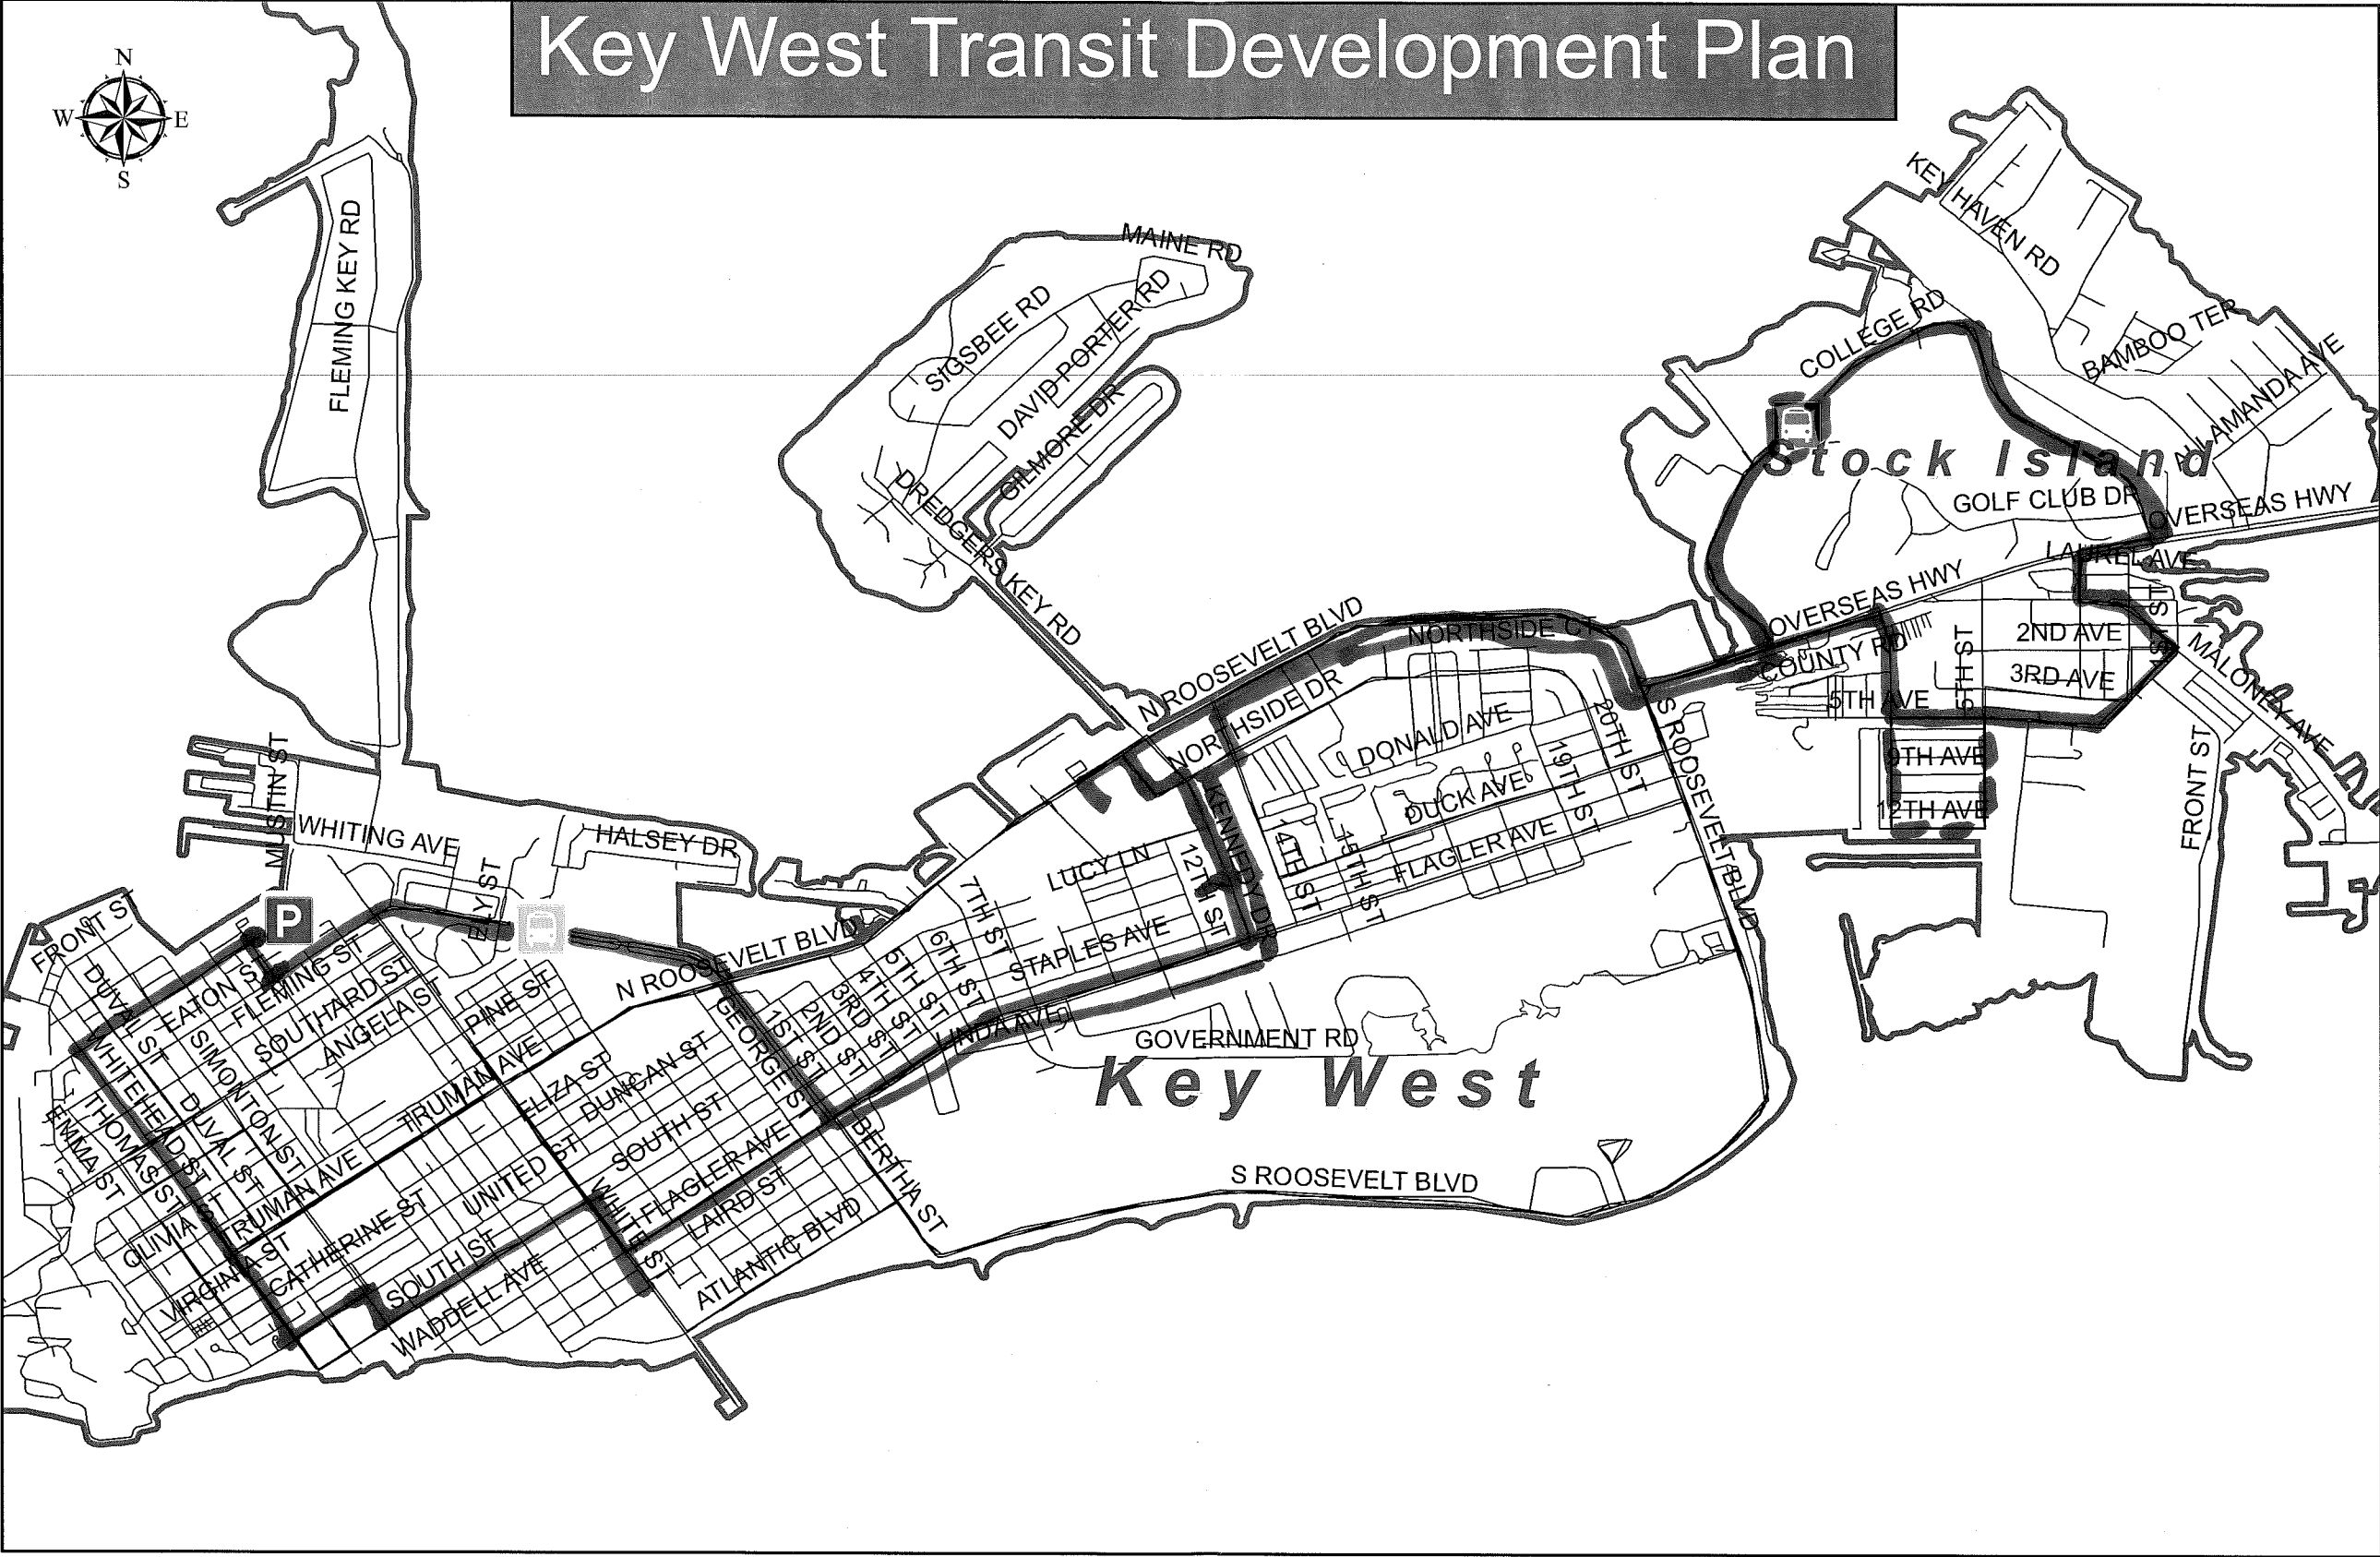 Key West Transit Development Plan
N
W E
S
KEY HAVEN RD
FLEMING KEY RD
MAINE RD
SIGSBEE RD
DAVID PORTER RD
GILMORE DR
DREDGERS KEY RD
COLLEGE RD
BAMBOO TER
ALLAMANDA AVE
Stock Island
GOLF CLUB DR
OVERSEAS HWY
LAUREL AVE
OVERSEAS HWY
COUNTY RD
1ST ST
2ND AVE
3RD AVE
5TH ST
5TH AVE
MALONEY AVE
9TH AVE
12TH AVE
FRONT ST
N ROOSEVELT BLVD
NORTHSIDE CT
NORTHSIDE DR
S ROOSEVELT BLVD
DONALD AVE
20TH ST
19TH ST
DUCK AVE
FLAGLER AVE
KENNEDY DR
14TH ST
15TH ST
12TH ST
LUCY LN
STAPLES AVE
MUSTIN ST
WHITING AVE
HALSEY DR
ELY ST
P
FRONT ST
7TH ST
6TH ST
5TH ST
4TH ST
3RD ST
2ND ST
1ST ST
N ROOSEVELT BLVD
GEORGE ST
LINDA AVE
GOVERNMENT RD
Key West
EATON ST
FLEMING ST
SOUTHARD ST
ANGELA ST
PINE ST
DUVAL ST
SIMONTON ST
WHITEHEAD ST
THOMAS ST
EMMA ST
DUVAL ST
TRUMAN AVE
ELIZA ST
DUNCAN ST
SOUTH ST
UNITED ST
FLAGLER AVE
BERTHA ST
LAIRD ST
WHITE ST
ATLANTIC BLVD
OLIVIA ST
TRUMAN AVE
VIRGINIA ST
CATHERINE ST
SOUTH ST
WADDELL AVE
S ROOSEVELT BLVD